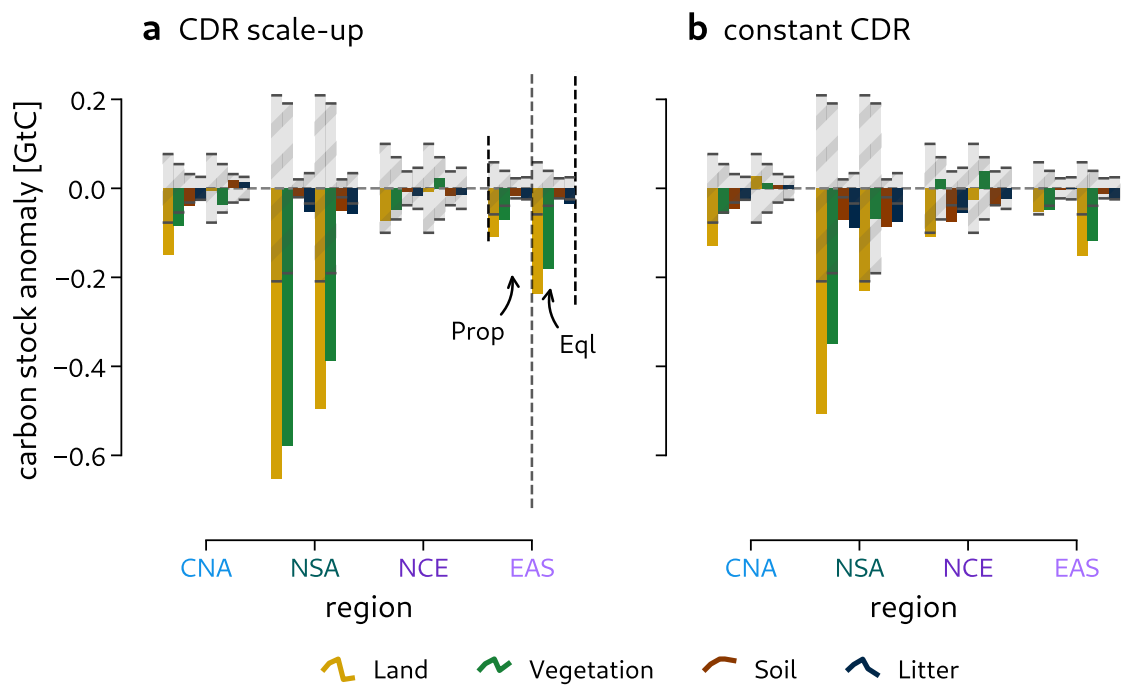 a CDR scale-up
b constant CDR
carbon stock anomaly [GtC]
0.2
0.0
−0.2
−0.4
−0.6
Prop
Eql
CNA NSA NCE EAS
region
CNA NSA NCE EAS
region
Land Vegetation Soil Litter